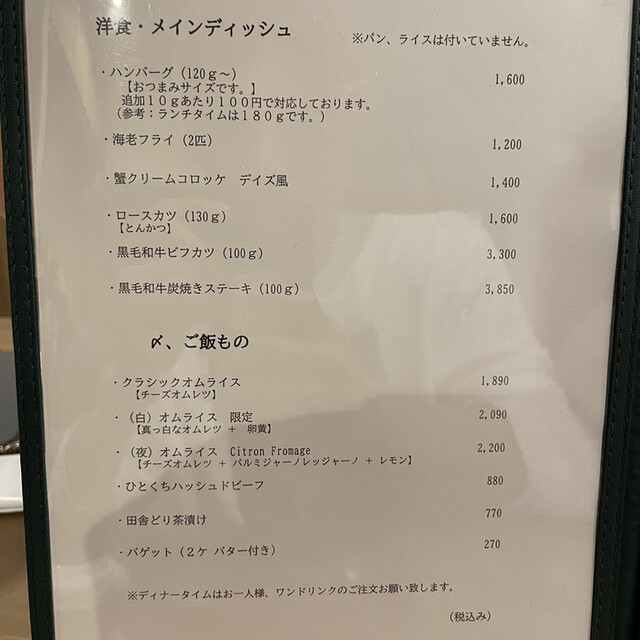 洋食・メインディッシュ
※パン、ライスは付いていません。
・ハンバーグ（120ｇ～） 1,600
【おつまみサイズです。】
追加１０ｇあたり１００円で対応しております。
（参考：ランチタイムは１８０ｇです。）
・海老フライ（2匹） 1,200
・蟹クリームコロッケ　デイズ風 1,400
・ロースカツ（130ｇ） 1,600
【とんかつ】
・黒毛和牛ビフカツ（100ｇ） 3,300
・黒毛和牛炭焼きステーキ（100ｇ） 3,850
〆、ご飯もの
・クラシックオムライス 1,890
【チーズオムレツ】
・（白）オムライス　限定 2,090
【真っ白なオムレツ ＋ 卵黄】
・（夜）オムライス　Citron Fromage 2,200
【チーズオムレツ ＋ パルミジャーノレッジャーノ ＋ レモン】
・ひとくちハッシュドビーフ 880
・田舎どり茶漬け 770
・バゲット（２ケ バター付き） 270
※ディナータイムはお一人様、ワンドリンクのご注文お願い致します。
（税込み）